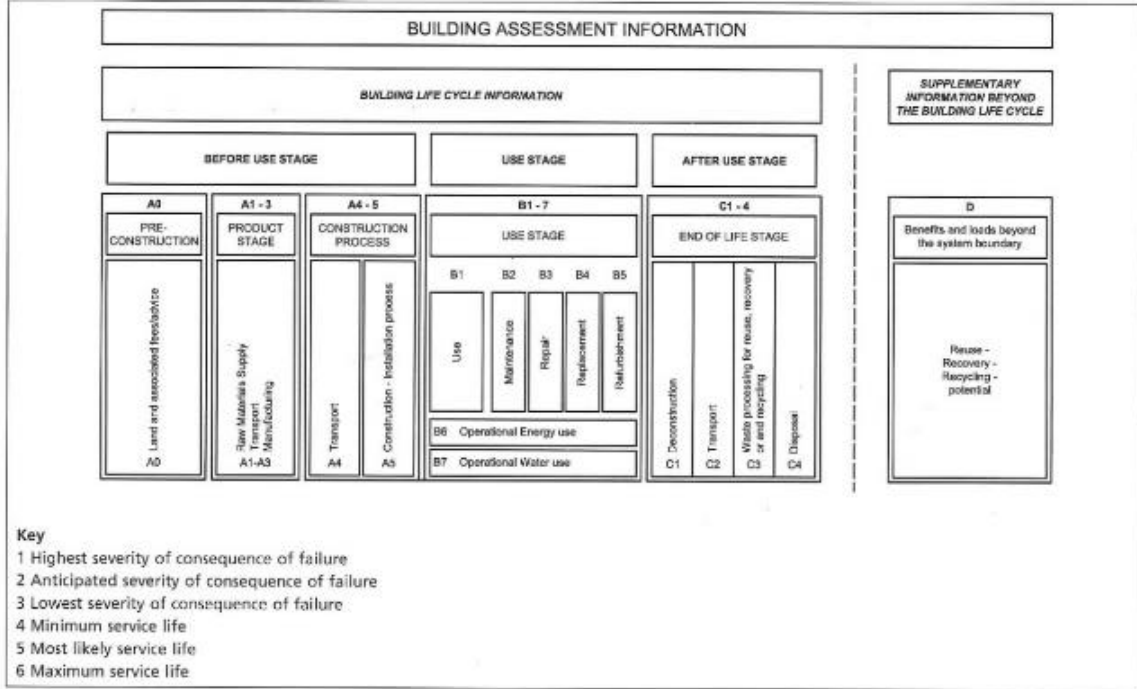 BUILDING ASSESSMENT INFORMATION
BUILDING LIFE CYCLE INFORMATION
SUPPLEMENTARY
INFORMATION BEYOND
THE BUILDING LIFE CYCLE
BEFORE USE STAGE
USE STAGE
AFTER USE STAGE
A0
PRE-
CONSTRUCTION
Land and associated fees/advice
A0
A1 - 3
PRODUCT
STAGE
Raw Materials Supply
Transport
Manufacturing
A1-A3
A4 - 5
CONSTRUCTION
PROCESS
Transport
A4
Construction - Installation process
A5
B1 - 7
USE STAGE
B1
Use
B2
Maintenance
B3
Repair
B4
Replacement
B5
Refurbishment
B6 Operational Energy use
B7 Operational Water use
C1 - 4
END OF LIFE STAGE
Deconstruction
C1
Transport
C2
Waste processing for reuse, recovery
or and recycling
C3
Disposal
C4
D
Benefits and loads beyond
the system boundary
Reuse -
Recovery -
Recycling -
potential
Key
1 Highest severity of consequence of failure
2 Anticipated severity of consequence of failure
3 Lowest severity of consequence of failure
4 Minimum service life
5 Most likely service life
6 Maximum service life